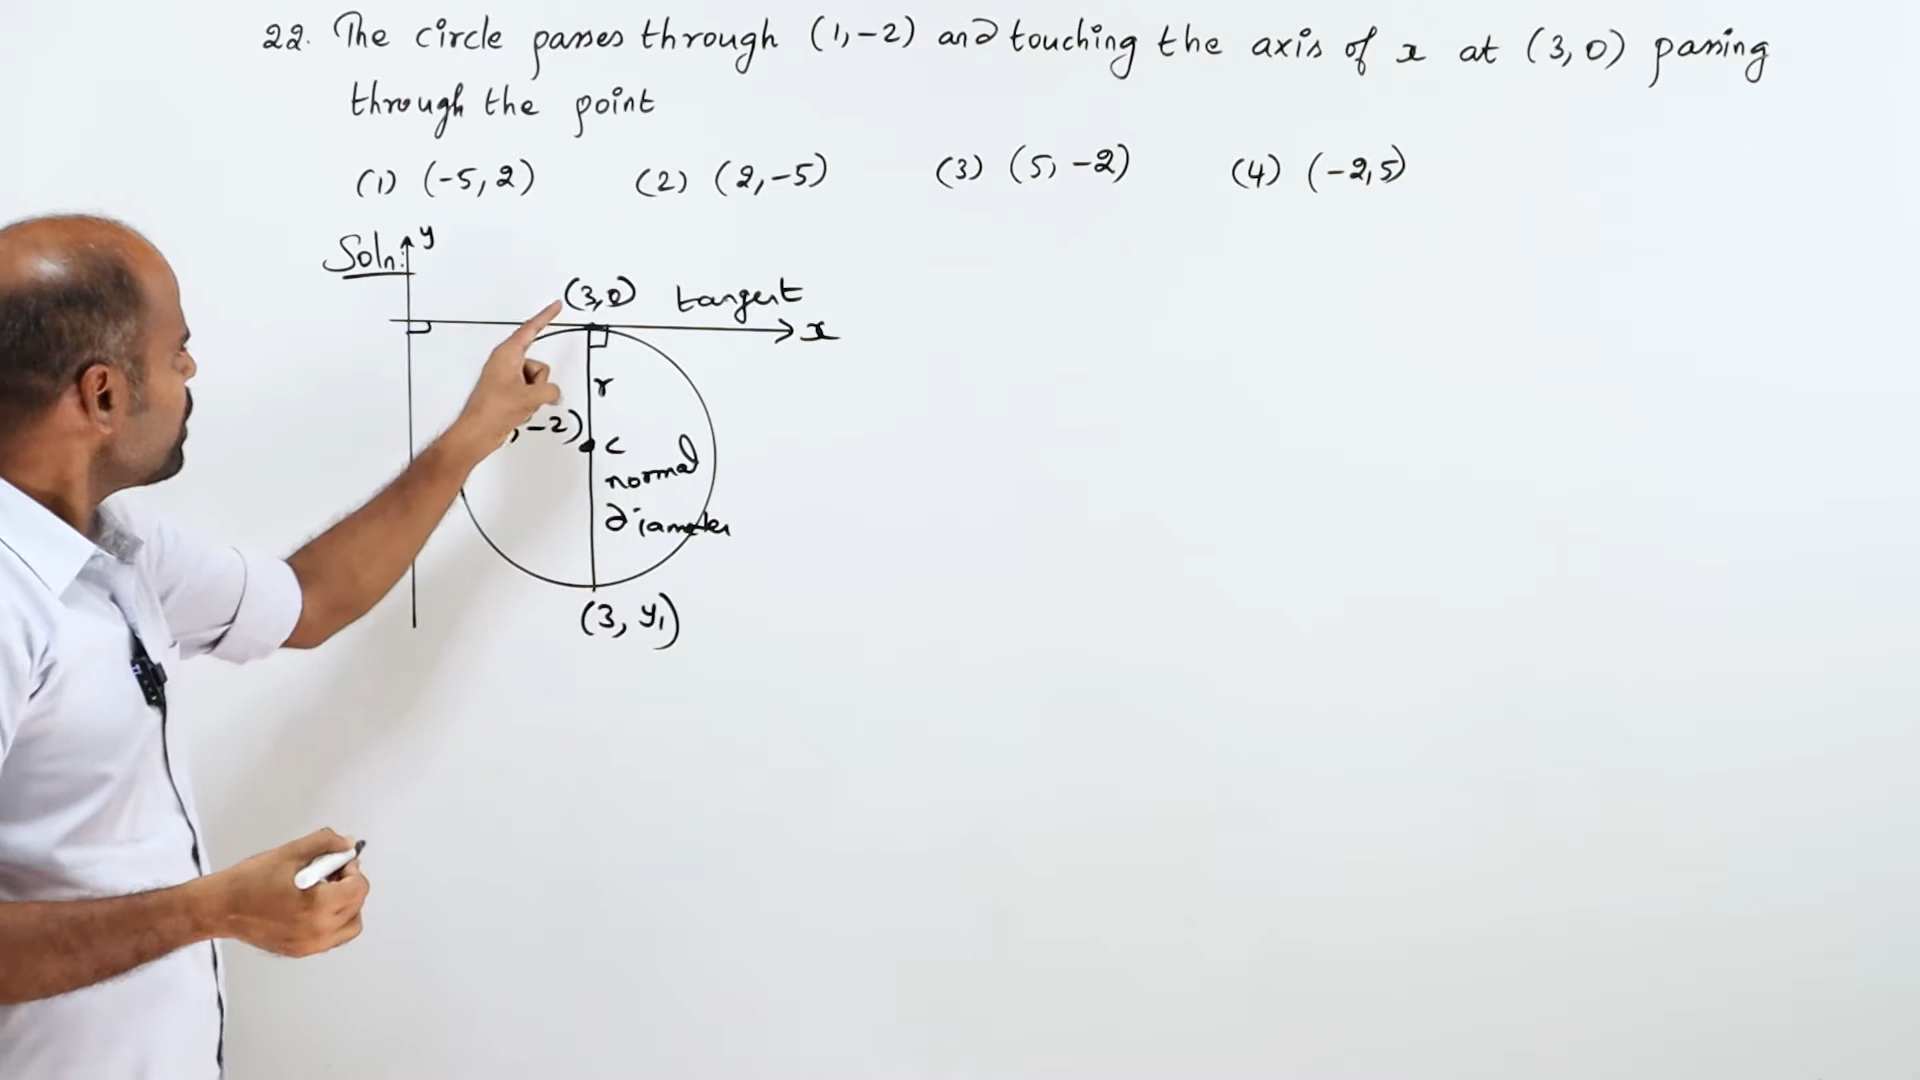 22. The circle passes through (1,-2) and touching the axis of x at (3,0) passing
through the point
(1) (-5,2) (2) (2,-5) (3) (5,-2) (4) (-2,5)
Soln: y
(3,0) tangent
x
r
,-2)
c
normal
diameter
(3, y₁)